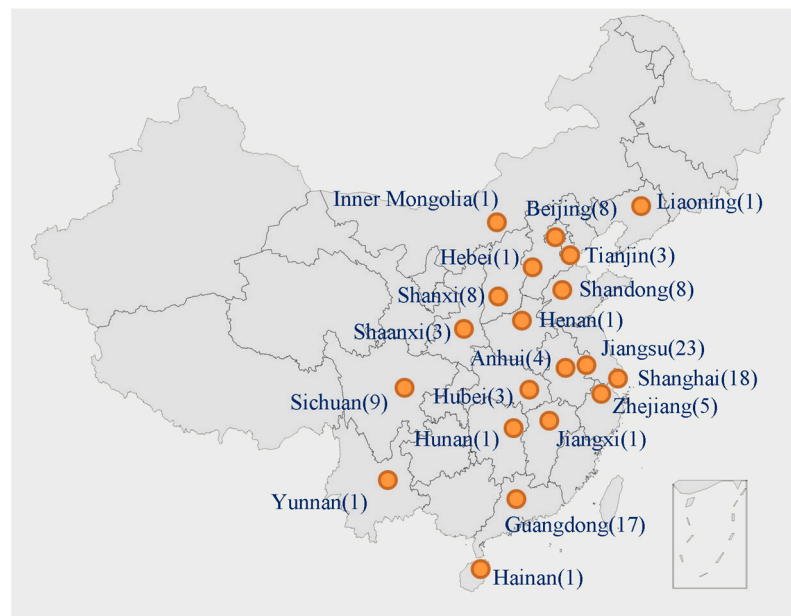 Inner Mongolia(1)
Beijing(8)
Liaoning(1)
Hebei(1)
Tianjin(3)
Shanxi(8)
Shandong(8)
Shaanxi(3)
Henan(1)
Anhui(4)
Jiangsu(23)
Shanghai(18)
Sichuan(9)
Hubei(3)
Zhejiang(5)
Hunan(1)
Jiangxi(1)
Yunnan(1)
Guangdong(17)
Hainan(1)